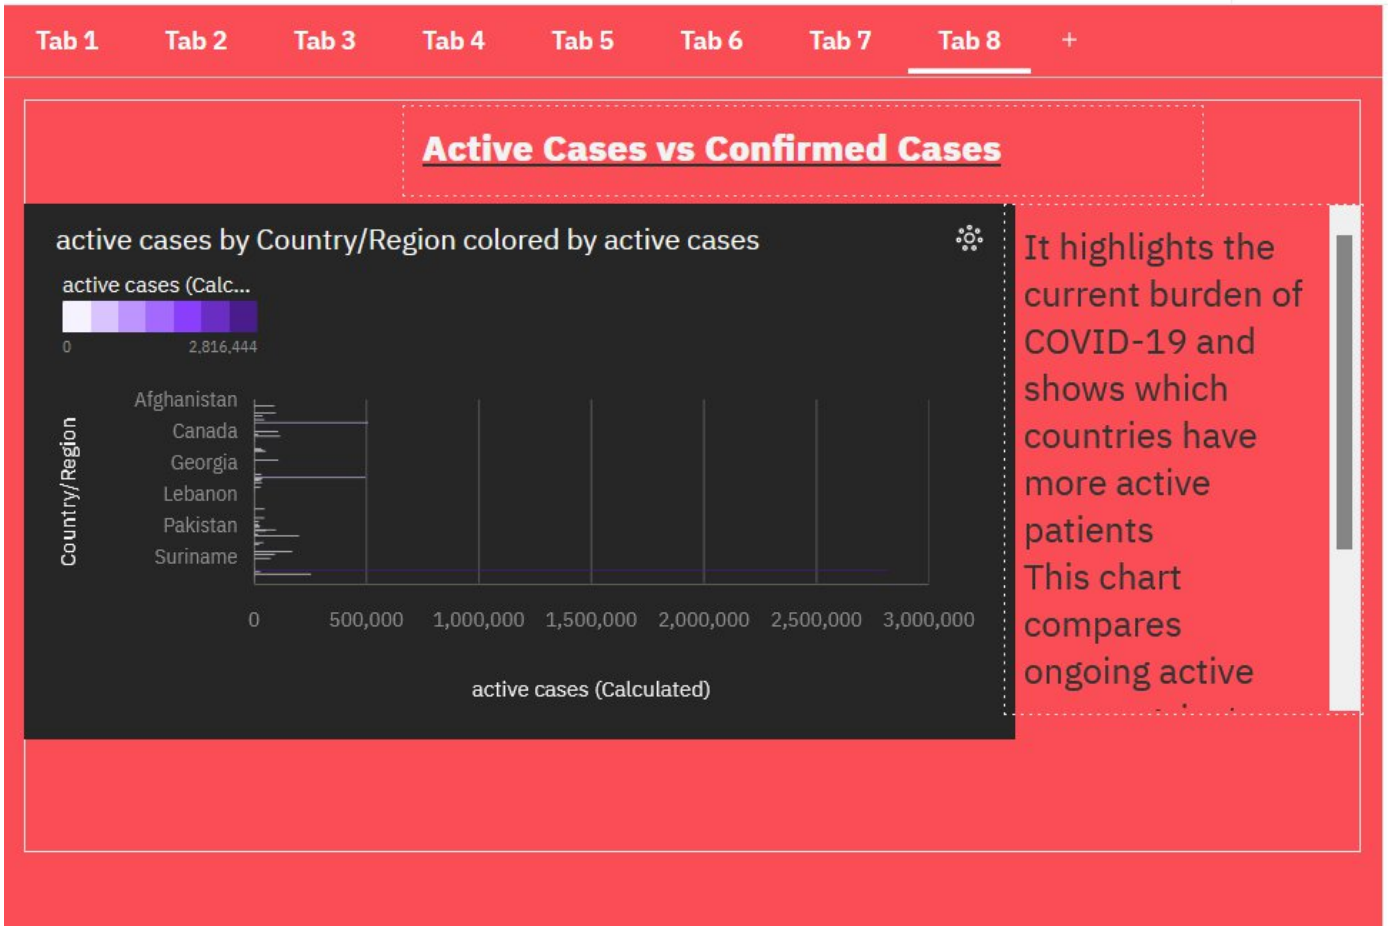 Tab 1 Tab 2 Tab 3 Tab 4 Tab 5 Tab 6 Tab 7 Tab 8 +
Active Cases vs Confirmed Cases
active cases by Country/Region colored by active cases
active cases (Calc...
0 2,816,444
Country/Region
Afghanistan
Canada
Georgia
Lebanon
Pakistan
Suriname
0 500,000 1,000,000 1,500,000 2,000,000 2,500,000 3,000,000
active cases (Calculated)
It highlights the
current burden of
COVID-19 and
shows which
countries have
more active
patients
This chart
compares
ongoing active